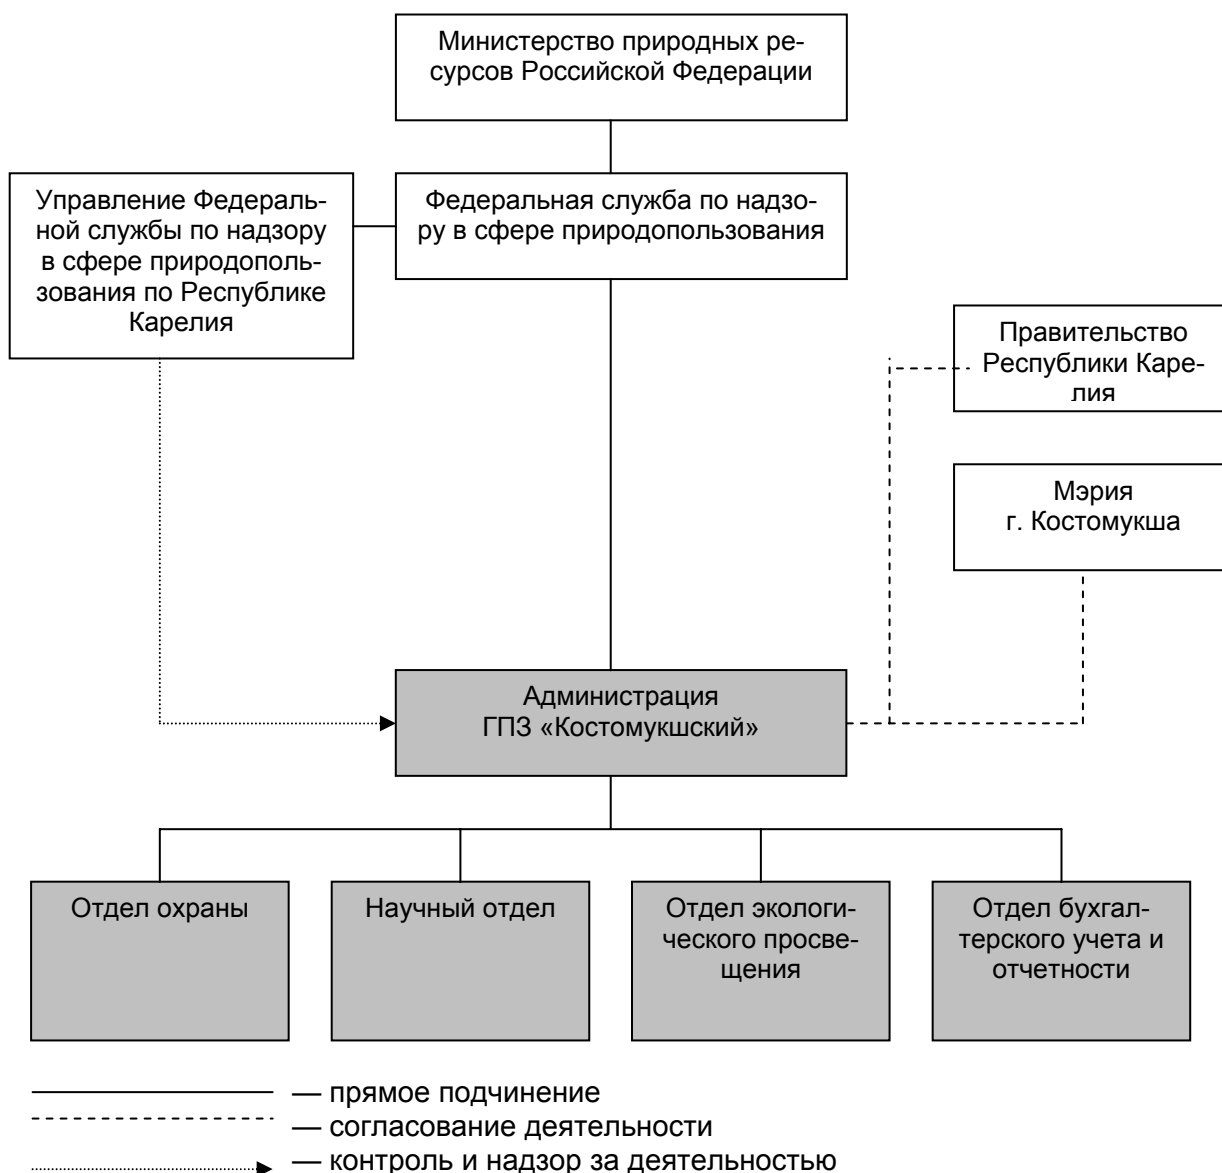 Министерство природных ре-
сурсов Российской Федерации
Управление Федераль-
ной службы по надзору
в сфере природополь-
зования по Республике
Карелия
Федеральная служба по надзо-
ру в сфере природопользования
Правительство
Республики Каре-
лия
Мэрия
г. Костомукша
Администрация
ГПЗ «Костомукшский»
Отдел охраны
Научный отдел
Отдел экологи-
ческого просве-
щения
Отдел бухгал-
терского учета и
отчетности
— прямое подчинение
— согласование деятельности
— контроль и надзор за деятельностью